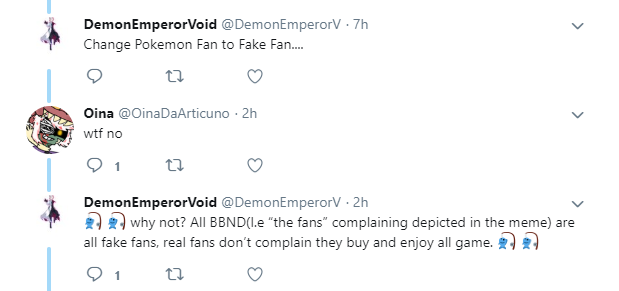 DemonEmperorVoid @DemonEmperorV · 7h
Change Pokemon Fan to Fake Fan....
Oina @OinaDaArticuno · 2h
wtf no
1
DemonEmperorVoid @DemonEmperorV · 2h
why not? All BBND(I.e “the fans” complaining depicted in the meme) are
all fake fans, real fans don’t complain they buy and enjoy all game.
1